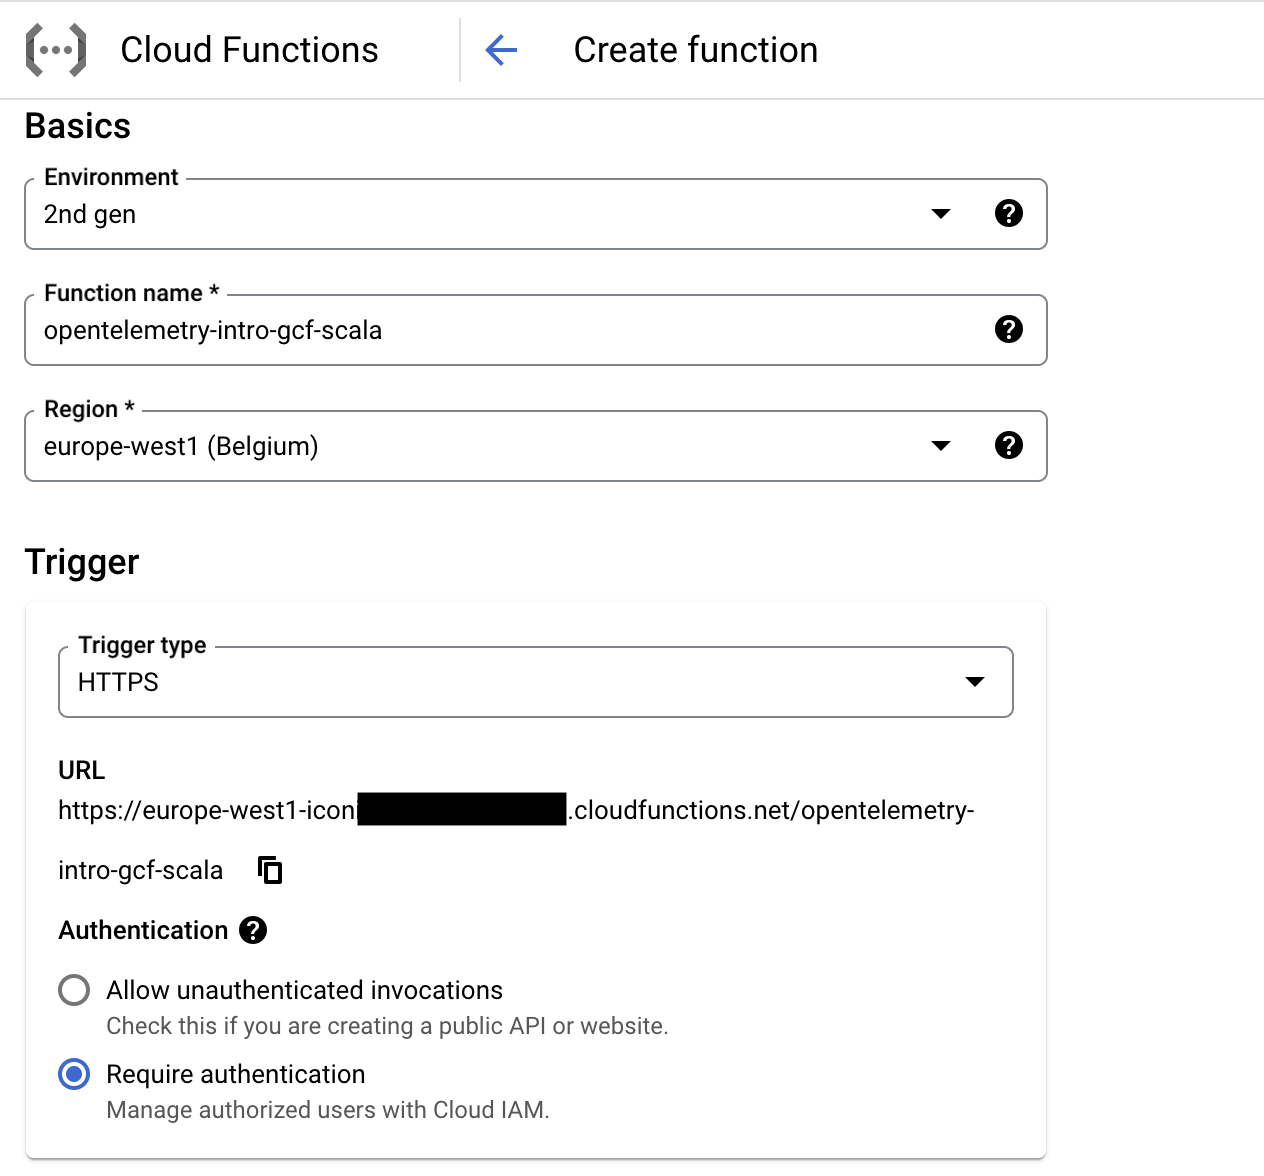 Cloud Functions
Create function
Basics
Environment
2nd gen
Function name *
opentelemetry-intro-gcf-scala
Region *
europe-west1 (Belgium)
Trigger
Trigger type
HTTPS
URL
https://europe-west1-iconi .cloudfunctions.net/opentelemetry-
intro-gcf-scala
Authentication
Allow unauthenticated invocations
Check this if you are creating a public API or website.
Require authentication
Manage authorized users with Cloud IAM.